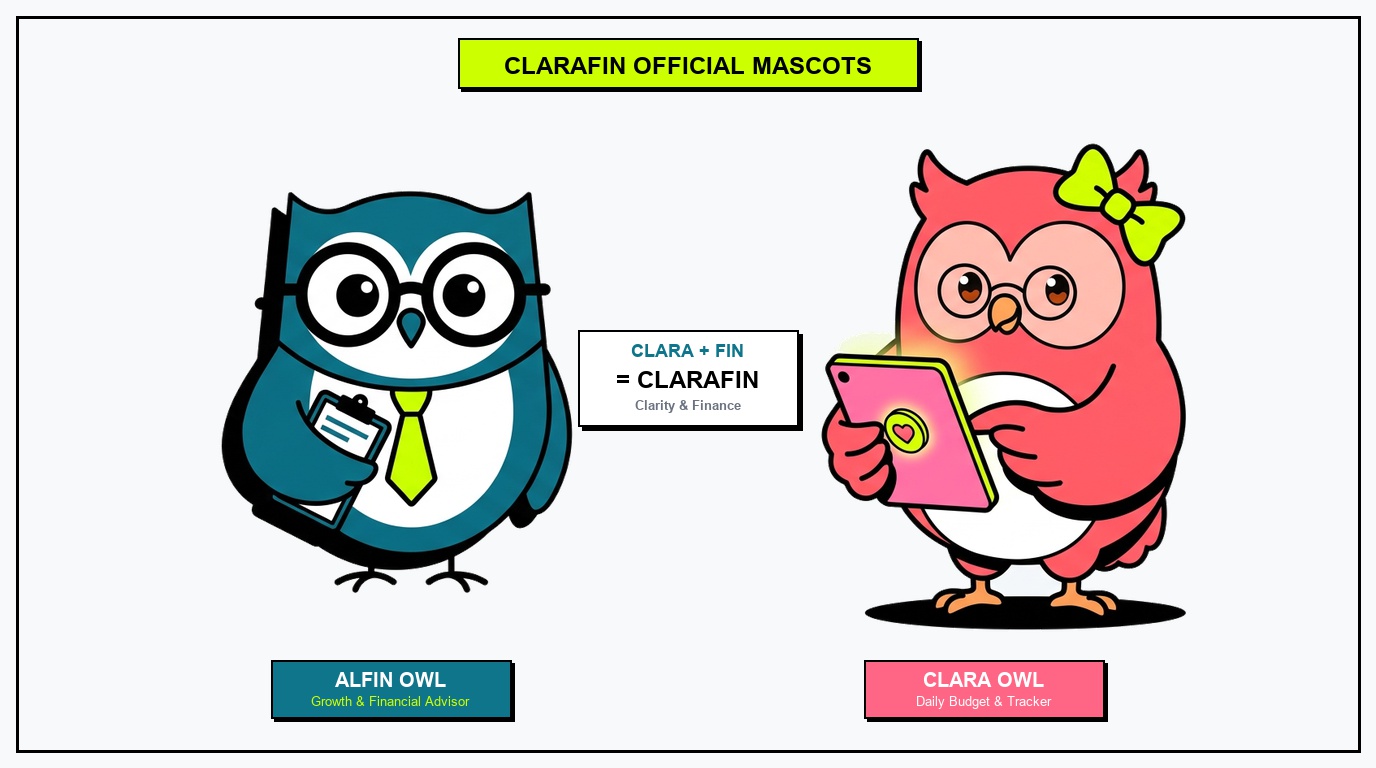 CLARAFIN OFFICIAL MASCOTS
CLARA + FIN
= CLARAFIN
Clarity & Finance
ALFIN OWL
Growth & Financial Advisor
CLARA OWL
Daily Budget & Tracker